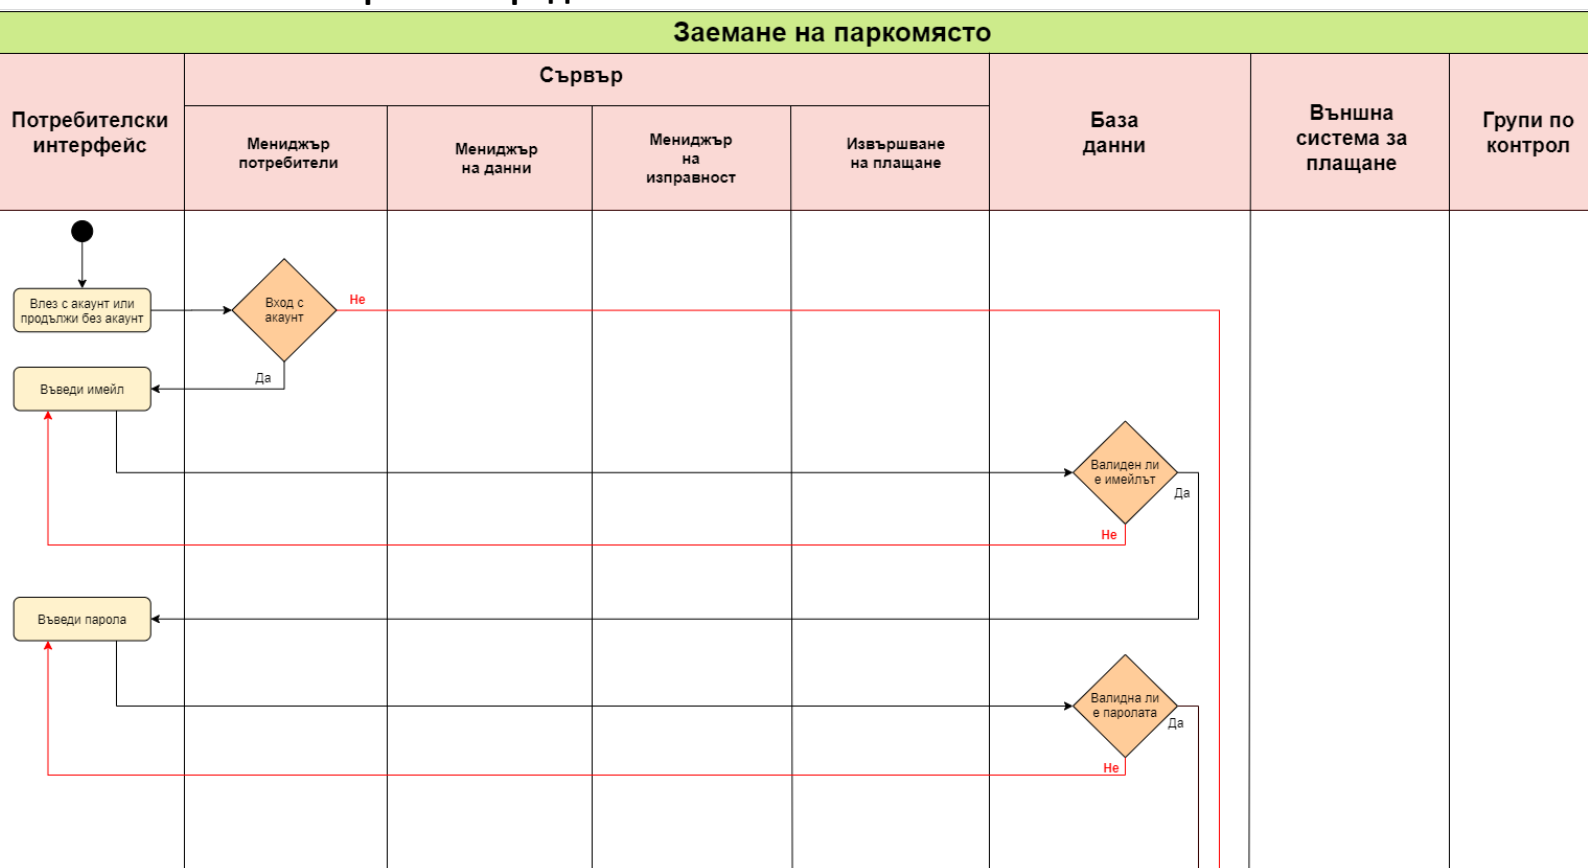 Заемане на паркомясто
Сървър
Потребителски
интерфейс
Мениджър
потребители
Мениджър
на данни
Мениджър
на
изправност
Извършване
на плащане
База
данни
Външна
система за
плащане
Групи по
контрол
Влез с акаунт или
продължи без акаунт
Вход с
акаунт
Не
Да
Въведи имейл
Валиден ли
е имейлът
Да
Не
Въведи парола
Валидна ли
е паролата
Да
Не